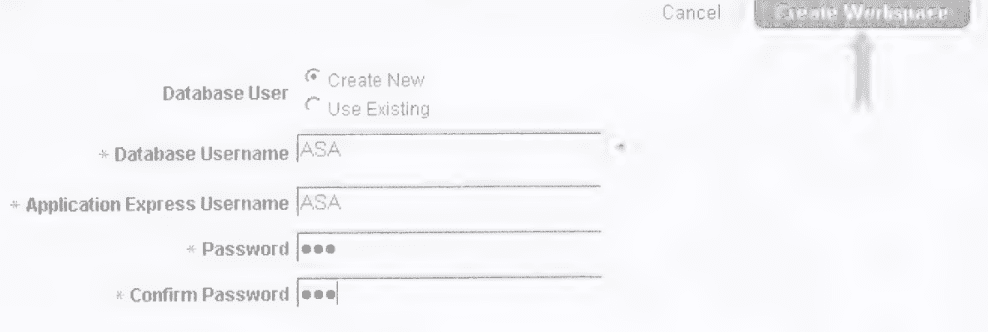 Cancel Create Workspace
Database User Create New
Use Existing
* Database Username ASA
* Application Express Username ASA
* Password •••
* Confirm Password •••